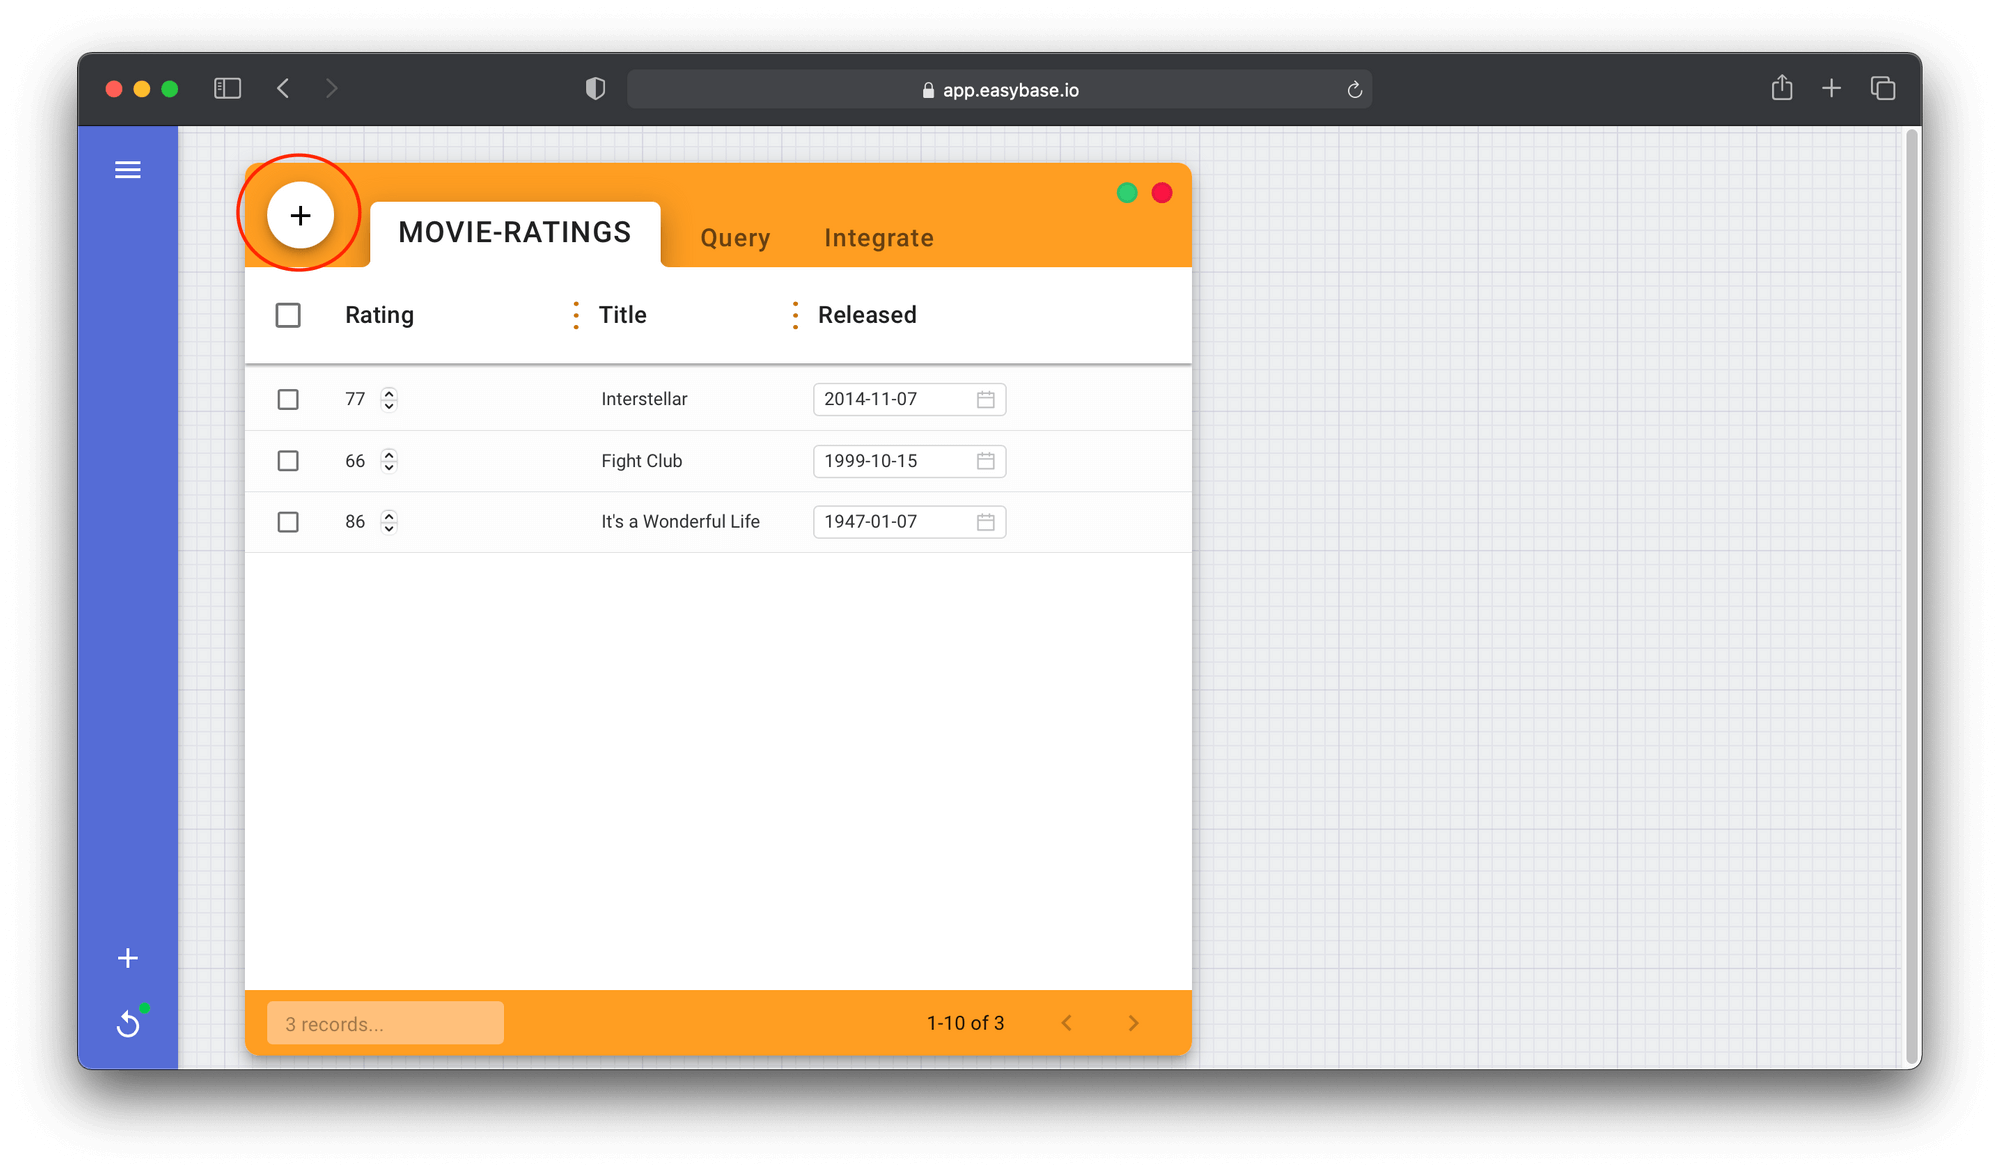 app.easybase.io
MOVIE-RATINGS Query Integrate
Rating Title Released
77 Interstellar 2014-11-07
66 Fight Club 1999-10-15
86 It's a Wonderful Life 1947-01-07
3 records... 1-10 of 3